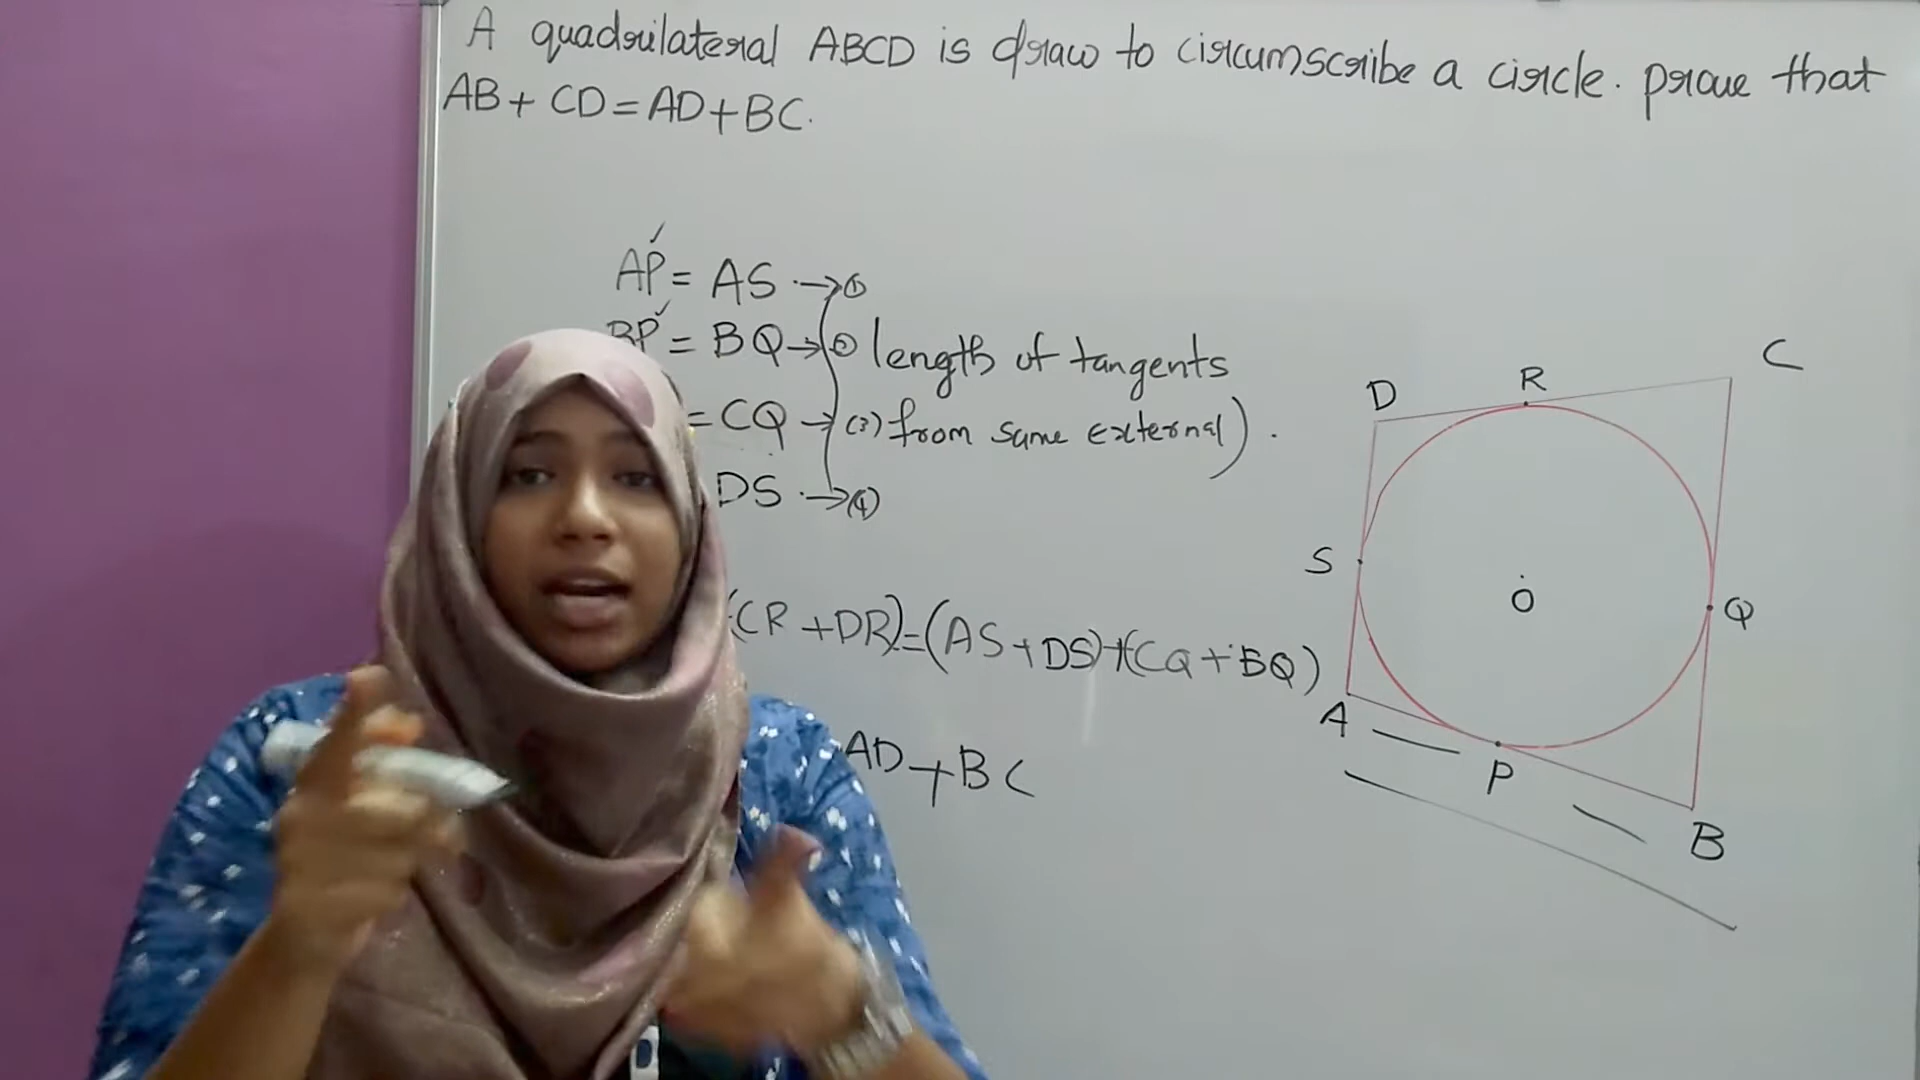 A quadrilateral ABCD is draw to circumscribe a circle. prove that
AB + CD = AD + BC.
AP = AS → ①
BP = BQ → ② length of tangents
= CQ → (3) from same external) .
DS → (4)
(CR + DR) = (AS + DS) + (CQ + BQ)
AD + BC
C
D
R
S
O
Q
A
P
B